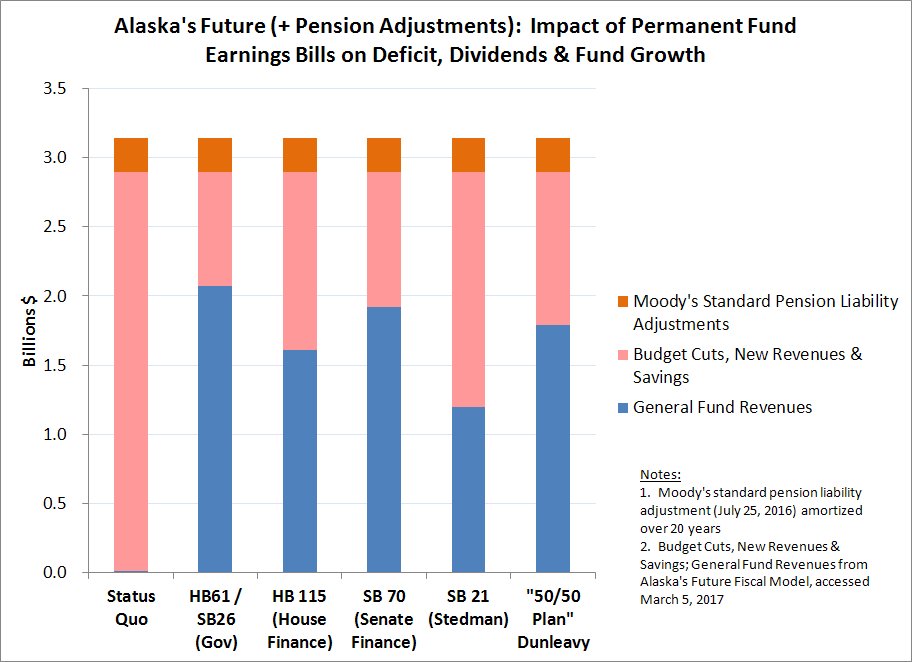 Alaska's Future (+ Pension Adjustments):  Impact of Permanent Fund
Earnings Bills on Deficit, Dividends & Fund Growth
3.5
3.0
2.5
2.0
1.5
1.0
0.5
0.0
Billions $
Status
Quo
HB61 /
SB26
(Gov)
HB 115
(House
Finance)
SB 70
(Senate
Finance)
SB 21
(Stedman)
"50/50
Plan"
Dunleavy
Moody's Standard Pension Liability
Adjustments
Budget Cuts, New Revenues &
Savings
General Fund Revenues
Notes:
1.  Moody's standard pension liability
adjustment (July 25, 2016) amortized
over 20 years
2.  Budget Cuts, New Revenues &
Savings; General Fund Revenues from
Alaska's Future Fiscal Model, accessed
March 5, 2017